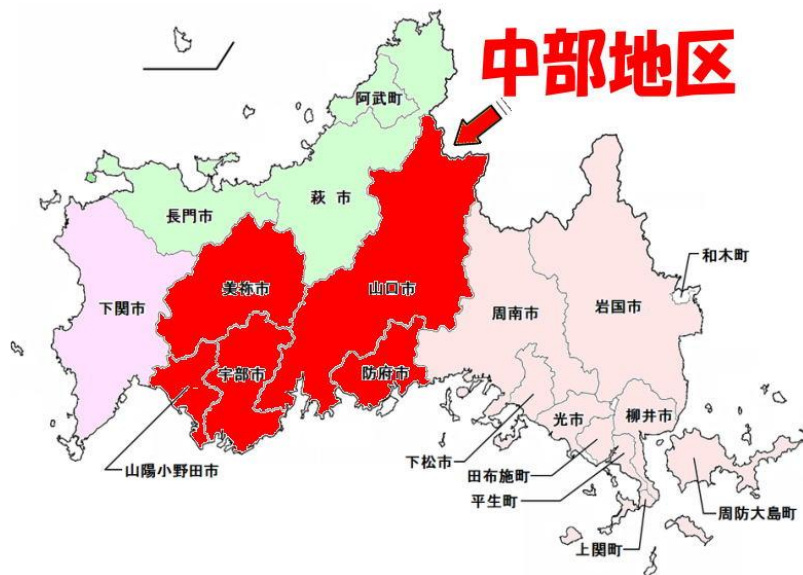 中部地区
阿武町
萩 市
長門市
和木町
美祢市
山口市
岩国市
下関市
周南市
宇部市
防府市
光市
柳井市
下松市
山陽小野田市
田布施町
平生町
周防大島町
上関町